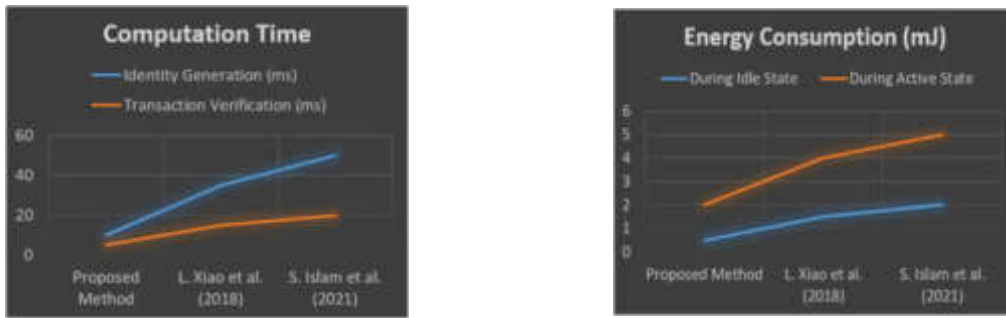 Computation Time
Identity Generation (ms)
Transaction Verification (ms)
60
40
20
0
Proposed Method
L. Xiao et al. (2018)
S. Islam et al. (2021)
Energy Consumption (mJ)
During Idle State
During Active State
6
5
4
3
2
1
0
Proposed Method
L. Xiao et al. (2018)
S. Islam et al. (2021)